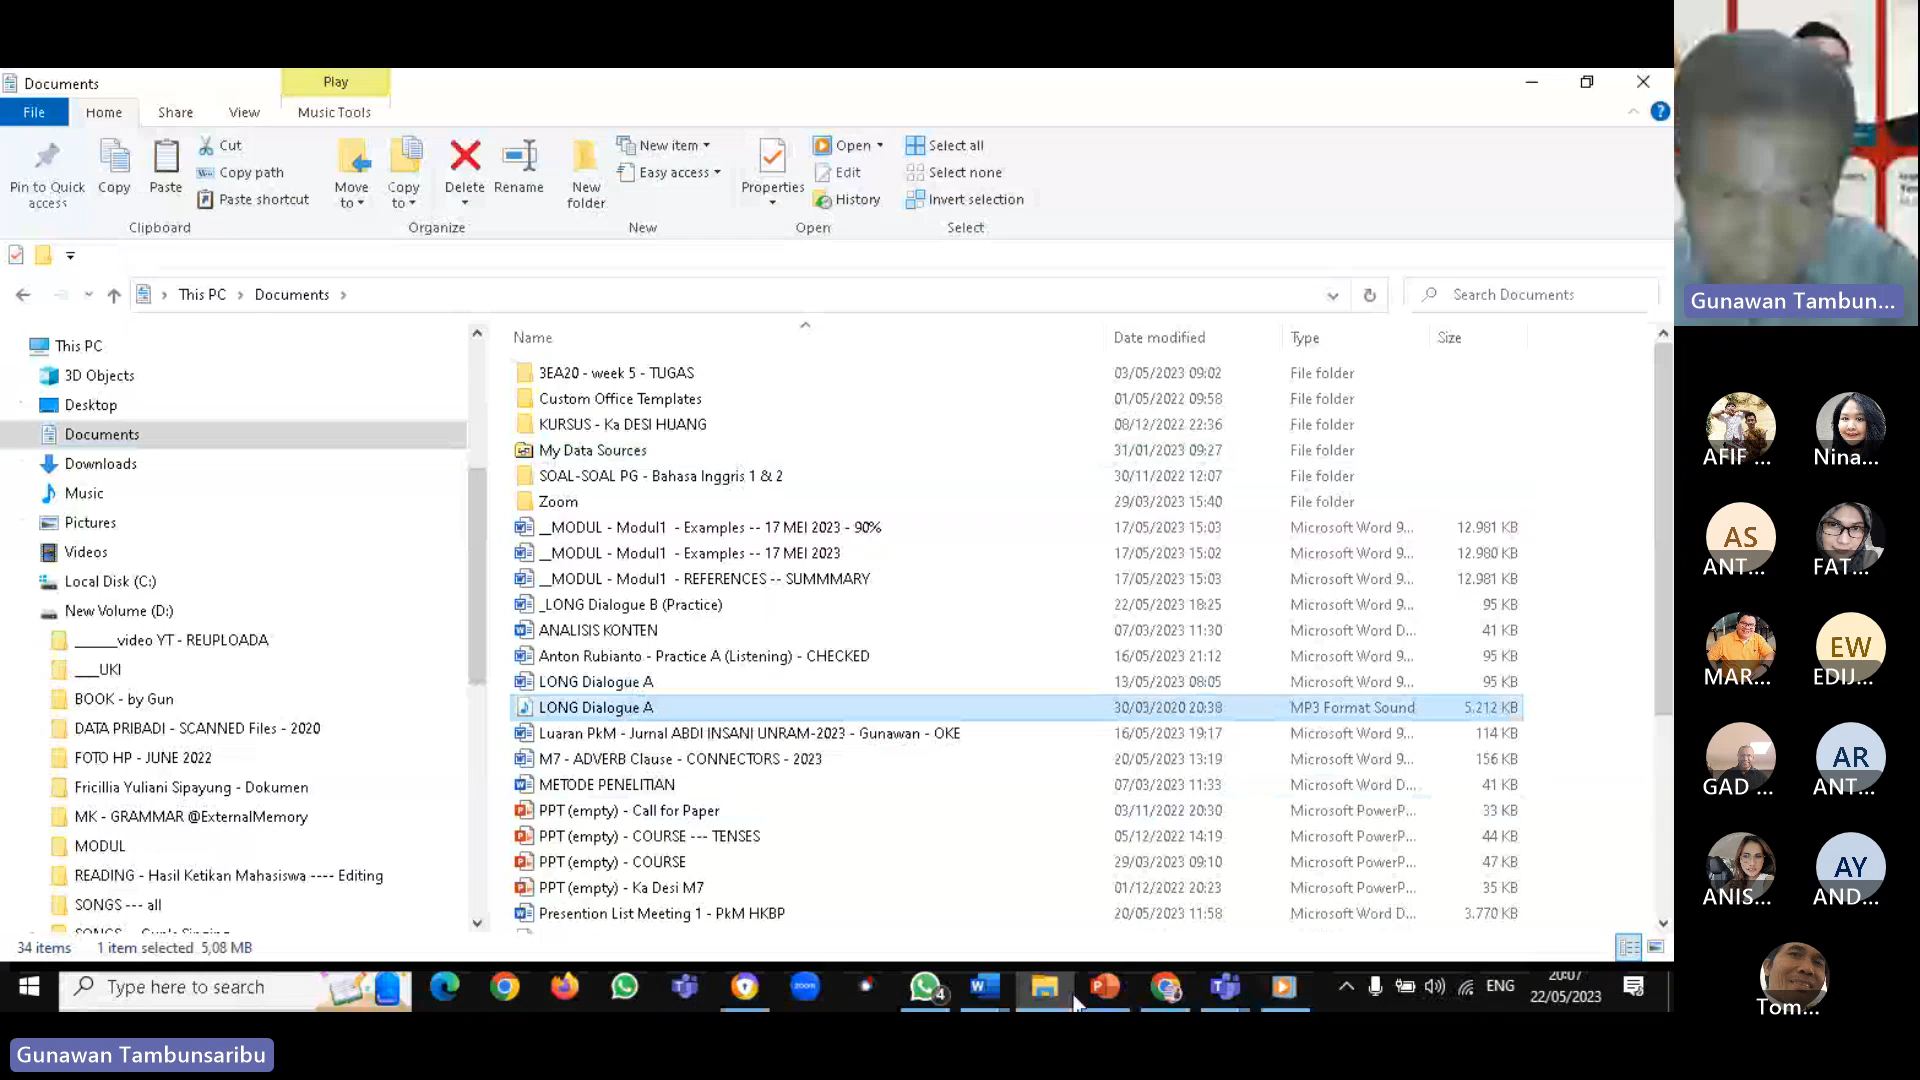 Documents
Play
File
Home
Share
View
Music Tools
Pin to Quick access
Copy
Paste
Cut
Copy path
Paste shortcut
Clipboard
Move to
Copy to
Delete
Rename
Organize
New folder
New item
Easy access
New
Properties
Open
Edit
History
Open
Select all
Select none
Invert selection
Select
This PC > Documents >
Search Documents
This PC
3D Objects
Desktop
Documents
Downloads
Music
Pictures
Videos
Local Disk (C:)
New Volume (D:)
______video YT - REUPLOADA
___UKI
BOOK - by Gun
DATA PRIBADI - SCANNED Files - 2020
FOTO HP - JUNE 2022
Fricillia Yuliani Sipayung - Dokumen
MK - GRAMMAR @ExternalMemory
MODUL
READING - Hasil Ketikan Mahasiswa ---- Editing
SONGS --- all
Name Date modified Type Size
3EA20 - week 5 - TUGAS 03/05/2023 09:02 File folder
Custom Office Templates 01/05/2022 09:58 File folder
KURSUS - Ka DESI HUANG 08/12/2022 22:36 File folder
My Data Sources 31/01/2023 09:27 File folder
SOAL-SOAL PG - Bahasa Inggris 1 & 2 30/11/2022 12:07 File folder
Zoom 29/03/2023 15:40 File folder
__MODUL - Modul1 - Examples -- 17 MEI 2023 - 90% 17/05/2023 15:03 Microsoft Word 9... 12.981 KB
__MODUL - Modul1 - Examples -- 17 MEI 2023 17/05/2023 15:02 Microsoft Word 9... 12.980 KB
__MODUL - Modul1 - REFERENCES -- SUMMMARY 17/05/2023 15:03 Microsoft Word 9... 12.981 KB
_LONG Dialogue B (Practice) 22/05/2023 18:25 Microsoft Word 9... 95 KB
ANALISIS KONTEN 07/03/2023 11:30 Microsoft Word D... 41 KB
Anton Rubianto - Practice A (Listening) - CHECKED 16/05/2023 21:12 Microsoft Word 9... 95 KB
LONG Dialogue A 13/05/2023 08:05 Microsoft Word 9... 95 KB
LONG Dialogue A 30/03/2020 20:38 MP3 Format Sound 5.212 KB
Luaran PkM - Jurnal ABDI INSANI UNRAM-2023 - Gunawan - OKE 16/05/2023 19:17 Microsoft Word 9... 114 KB
M7 - ADVERB Clause - CONNECTORS - 2023 20/05/2023 13:19 Microsoft Word 9... 156 KB
METODE PENELITIAN 07/03/2023 11:33 Microsoft Word D... 41 KB
PPT (empty) - Call for Paper 03/11/2022 20:30 Microsoft PowerP... 33 KB
PPT (empty) - COURSE --- TENSES 05/12/2022 14:19 Microsoft PowerP... 44 KB
PPT (empty) - COURSE 29/03/2023 09:10 Microsoft PowerP... 47 KB
PPT (empty) - Ka Desi M7 01/12/2022 20:23 Microsoft PowerP... 35 KB
Presention List Meeting 1 - PkM HKBP 20/05/2023 11:58 Microsoft Word D... 3.770 KB
34 items 1 item selected 5,08 MB
Type here to search
zoom
4
ENG
20:07
22/05/2023
Gunawan Tambun...
AFIF ...
Nina...
AS
ANT...
FAT...
MAR...
EW
EDIJ...
GAD ...
AR
ANT...
ANIS...
AY
AND...
Tom...
Gunawan Tambunsaribu